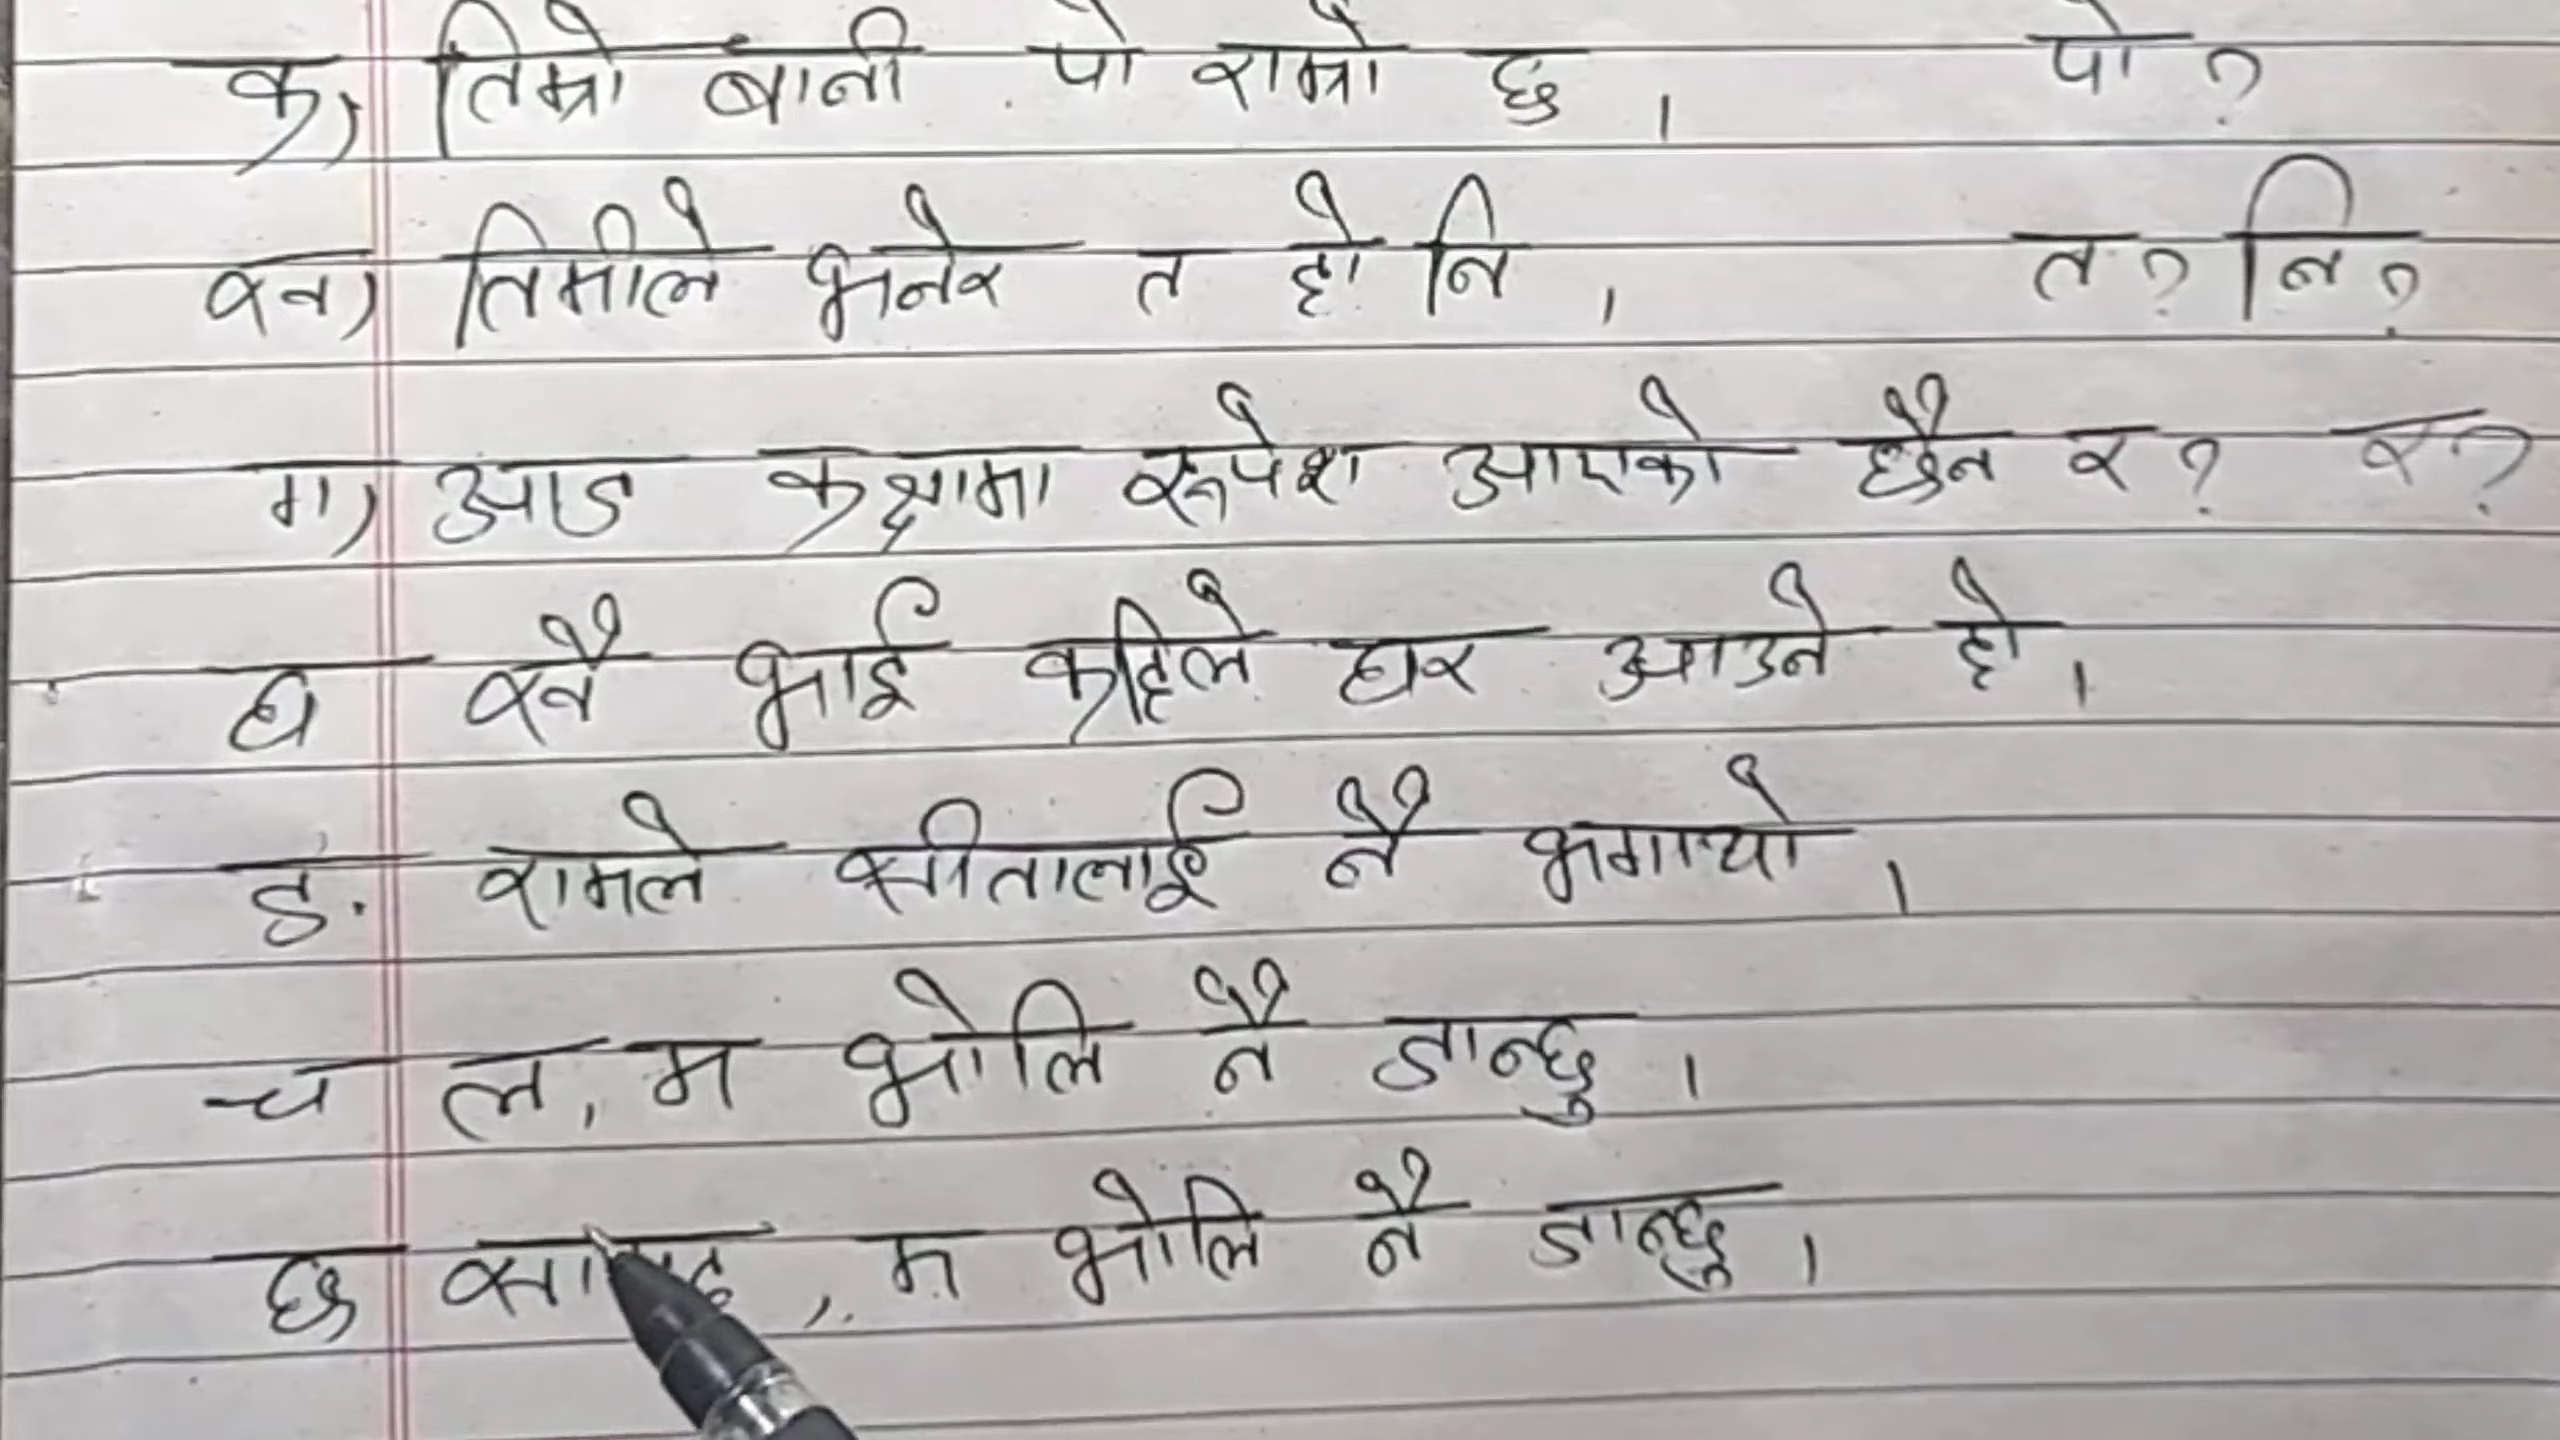 क) तिम्रो बानी पो राम्रो छ । पो ?
ख) तिमीले भनेर त हो नि । त ? नि ?
ग) आज कक्षामा रूपेश आएको छैन र ? र ?
घ खै भाई कहिले घर आउने हो ।
ङ. रामले सीतालाई नै भगायो ।
च ल, म भोलि नै जान्छु ।
छ , म भोलि नै जान्छु ।